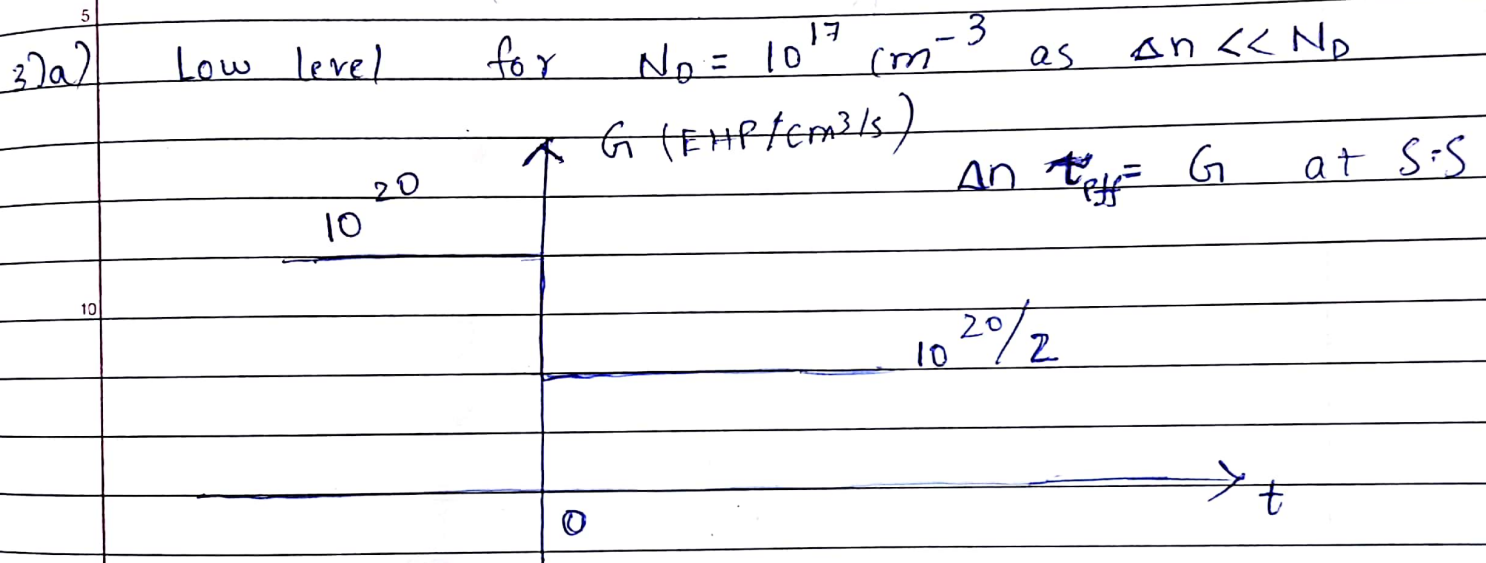 5
3)a) Low level for N_D = 10^17 cm^-3 as Δn << N_D
G (EHP/cm^3/s)
Δn τ_eff = G at S.S
10^20
10
10^20/2
t
0